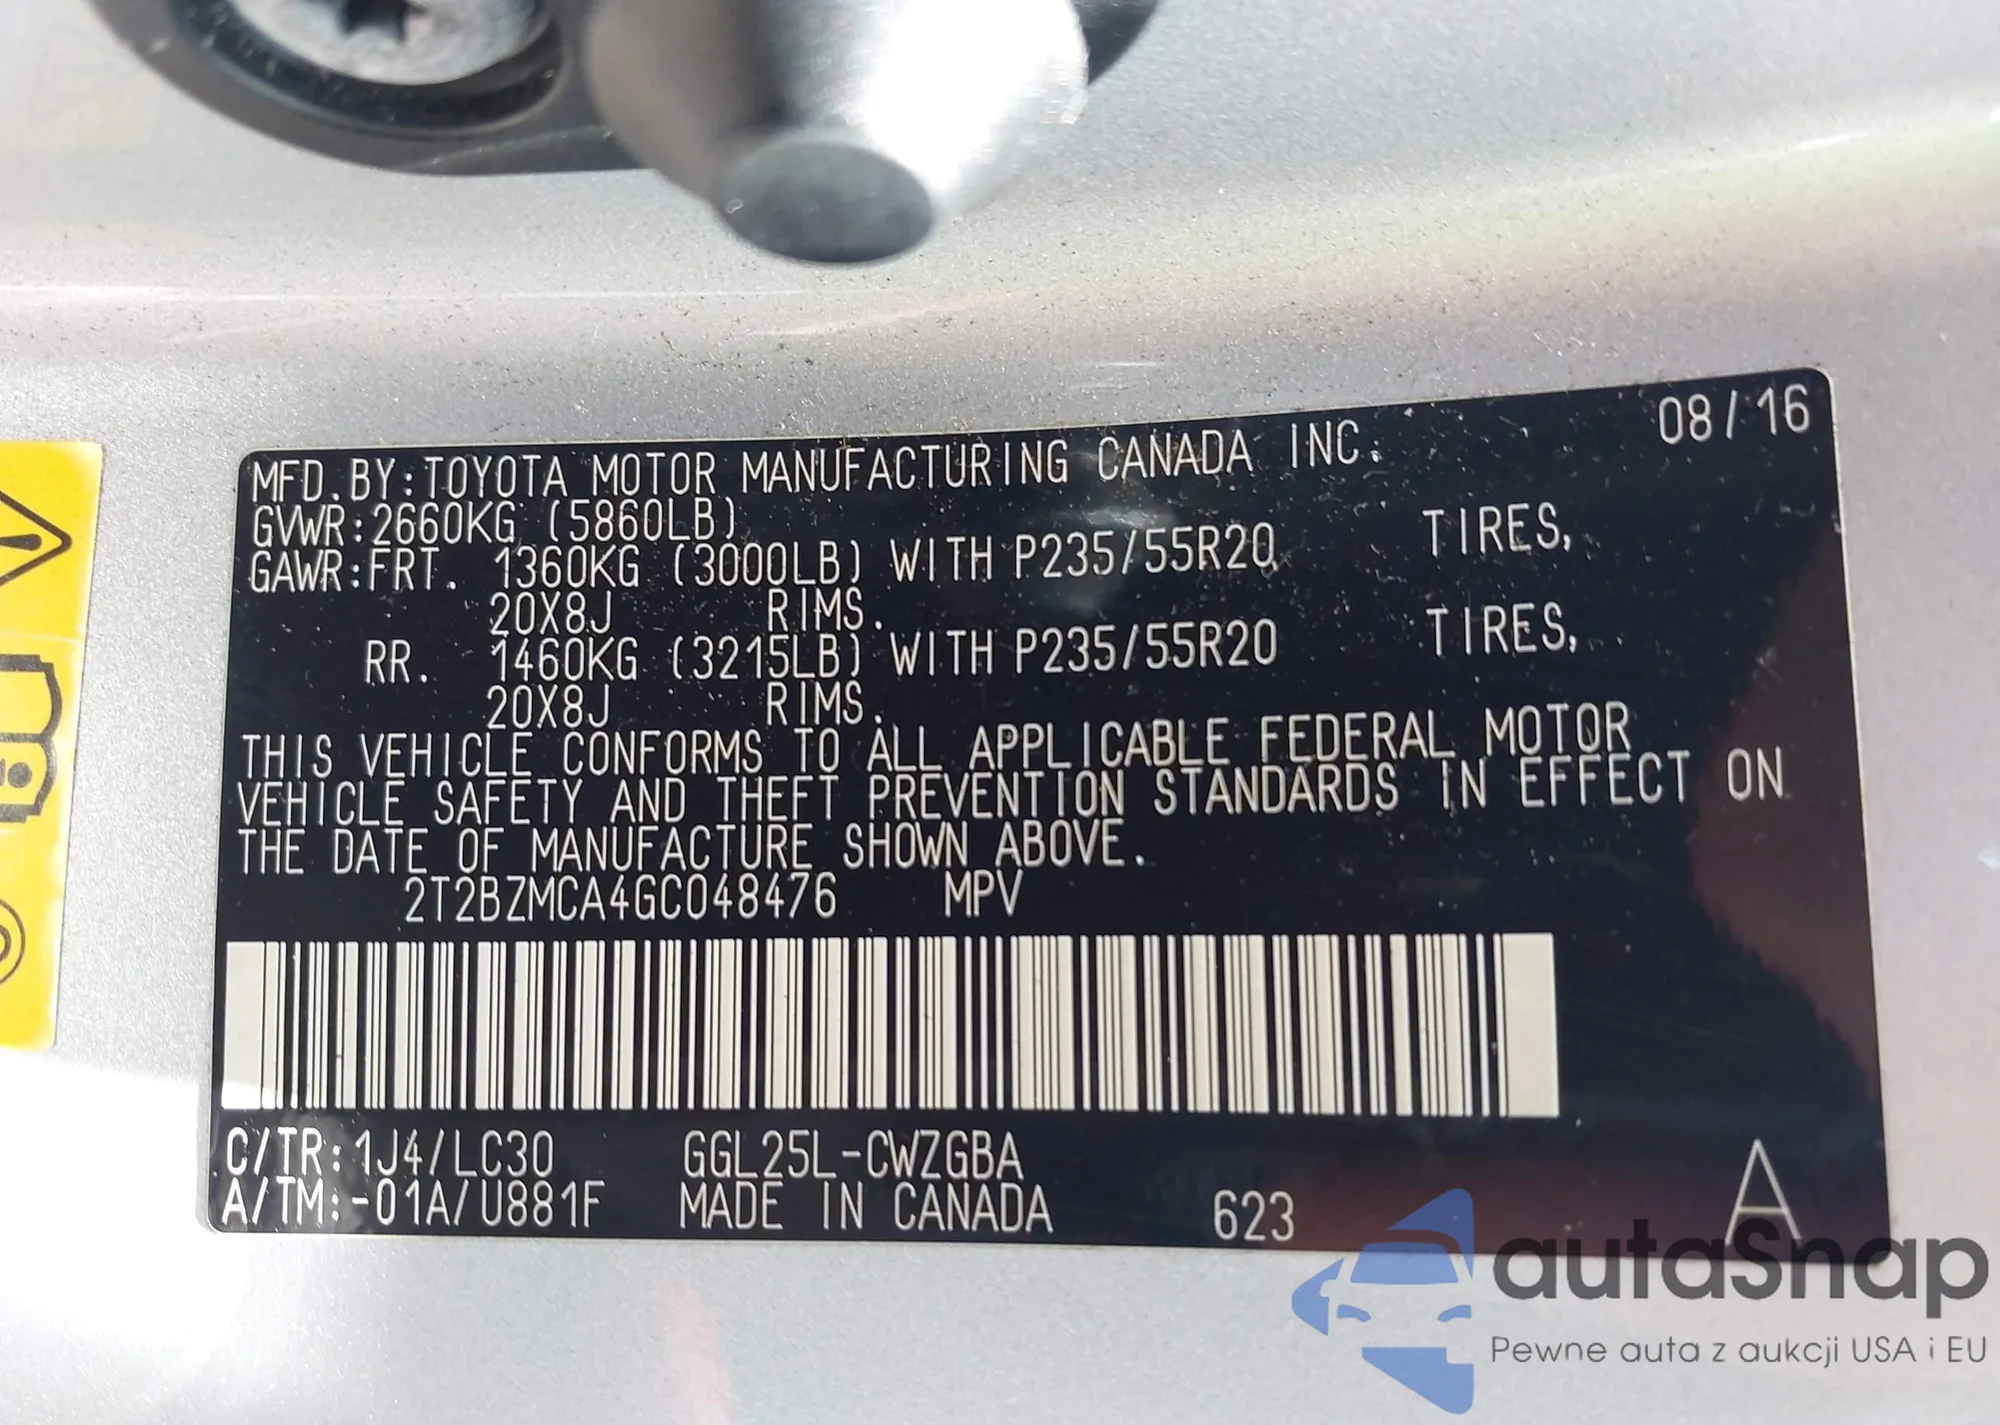 08/16
MFD.BY:TOYOTA MOTOR MANUFACTURING CANADA INC.
GVWR:2660KG (5860LB)
GAWR:FRT. 1360KG (3000LB) WITH P235/55R20 TIRES,
20X8J RIMS.
RR. 1460KG (3215LB) WITH P235/55R20 TIRES,
20X8J RIMS.
THIS VEHICLE CONFORMS TO ALL APPLICABLE FEDERAL MOTOR
VEHICLE SAFETY AND THEFT PREVENTION STANDARDS IN EFFECT ON
THE DATE OF MANUFACTURE SHOWN ABOVE.
2T2BZMCA4GC048476 MPV
C/TR:1J4/LC30 GGL25L-CWZGBA
A/TM:-01A/U881F MADE IN CANADA 623 A
autaSnap
Pewne auta z aukcji USA i EU